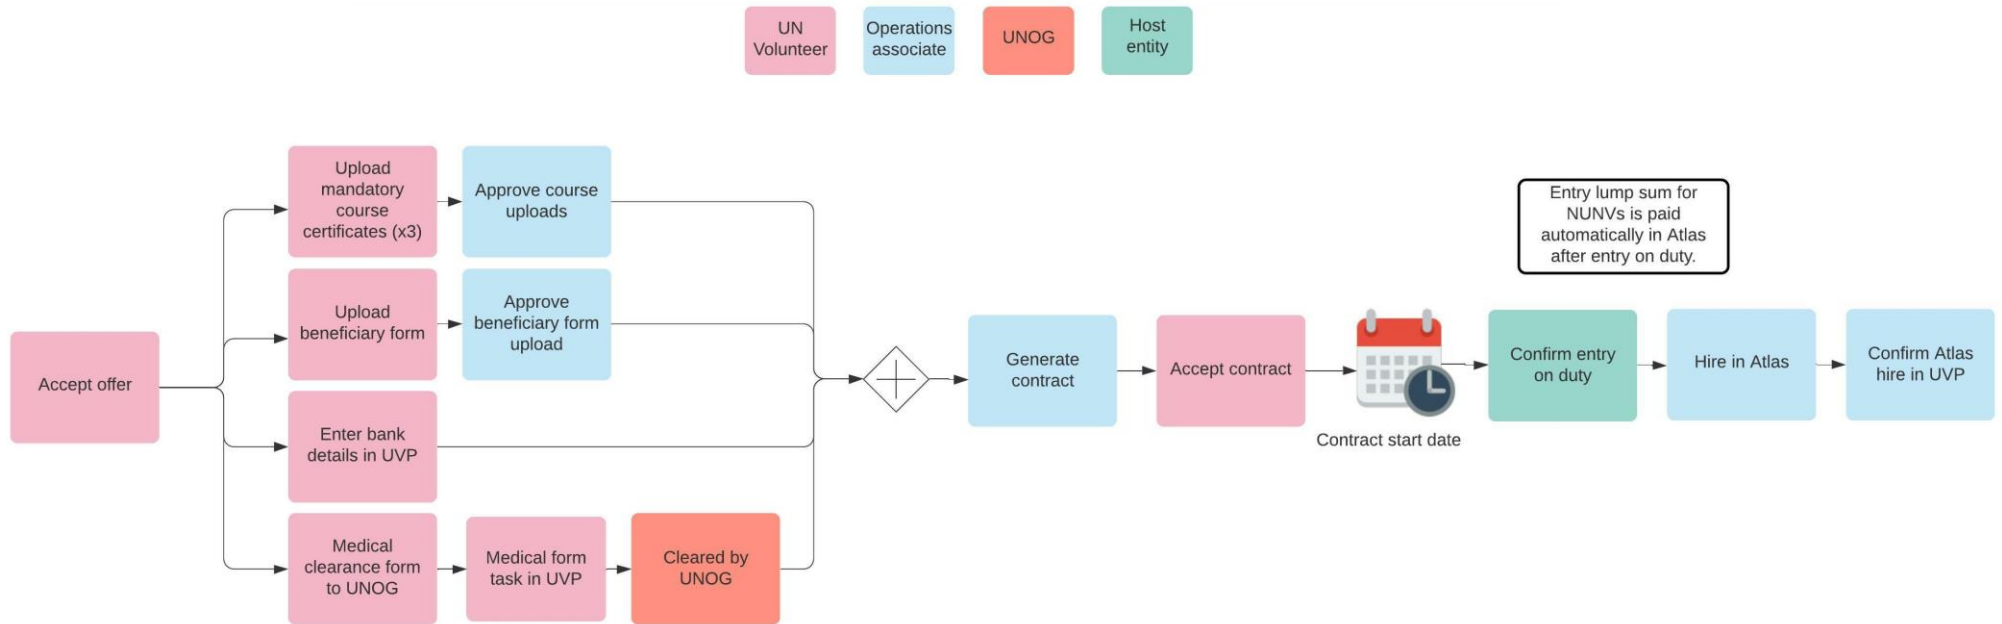 UN
Volunteer
Operations
associate
UNOG
Host
entity
Upload
mandatory
course
certificates (x3)
Approve course
uploads
Entry lump sum for
NUNVs is paid
automatically in Atlas
after entry on duty.
Upload
beneficiary form
Approve
beneficiary form
upload
Accept offer
Generate
contract
Accept contract
Contract start date
Confirm entry
on duty
Hire in Atlas
Confirm Atlas
hire in UVP
Enter bank
details in UVP
Medical
clearance form
to UNOG
Medical form
task in UVP
Cleared by
UNOG